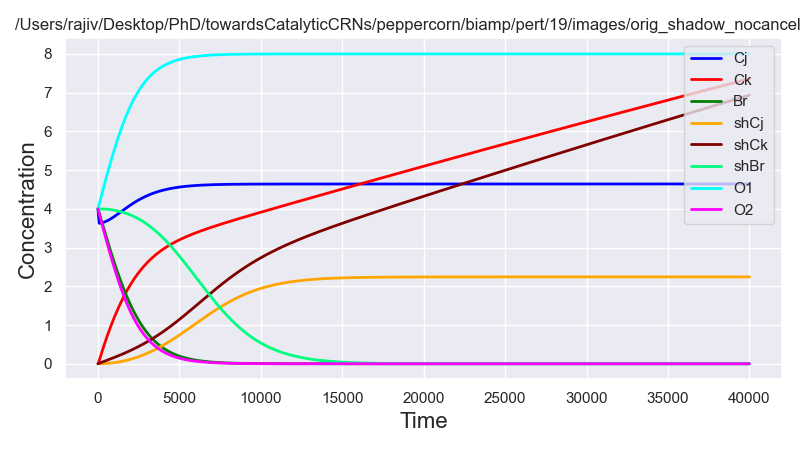 /Users/rajiv/Desktop/PhD/towardsCatalyticCRNs/peppercorn/biamp/pert/19/images/orig_shadow_nocancel
8
7
6
5
4
3
2
1
0
Concentration
Cj
Ck
Br
shCj
shCk
shBr
O1
O2
0 5000 10000 15000 20000 25000 30000 35000 40000
Time